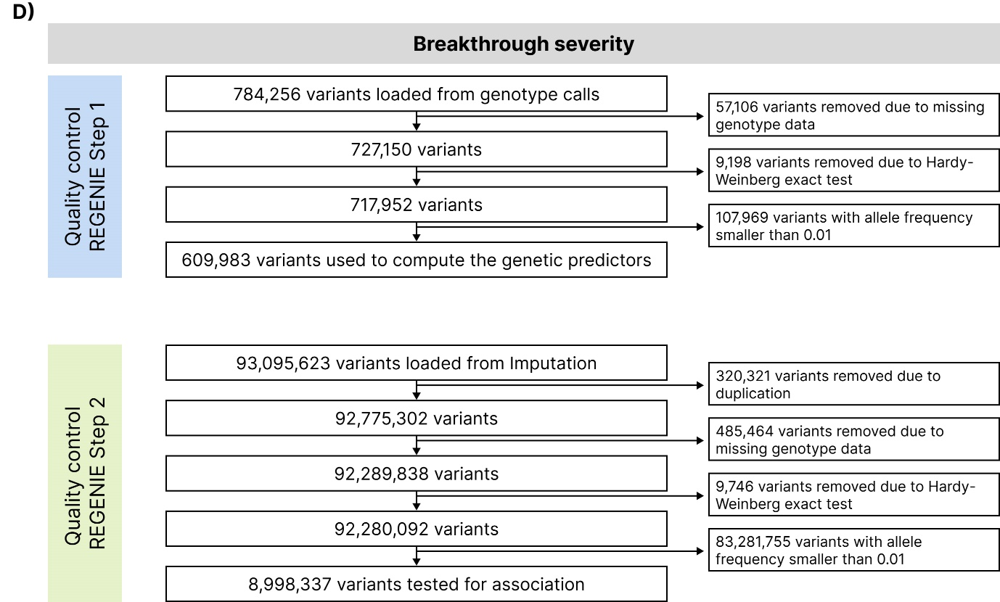 D)
Breakthrough severity
Quality control
REGENIE Step 1
784,256 variants loaded from genotype calls
57,106 variants removed due to missing
genotype data
727,150 variants
9,198 variants removed due to Hardy-
Weinberg exact test
717,952 variants
107,969 variants with allele frequency
smaller than 0.01
609,983 variants used to compute the genetic predictors
Quality control
REGENIE Step 2
93,095,623 variants loaded from Imputation
320,321 variants removed due to
duplication
92,775,302 variants
485,464 variants removed due to
missing genotype data
92,289,838 variants
9,746 variants removed due to Hardy-
Weinberg exact test
92,280,092 variants
83,281,755 variants with allele
frequency smaller than 0.01
8,998,337 variants tested for association